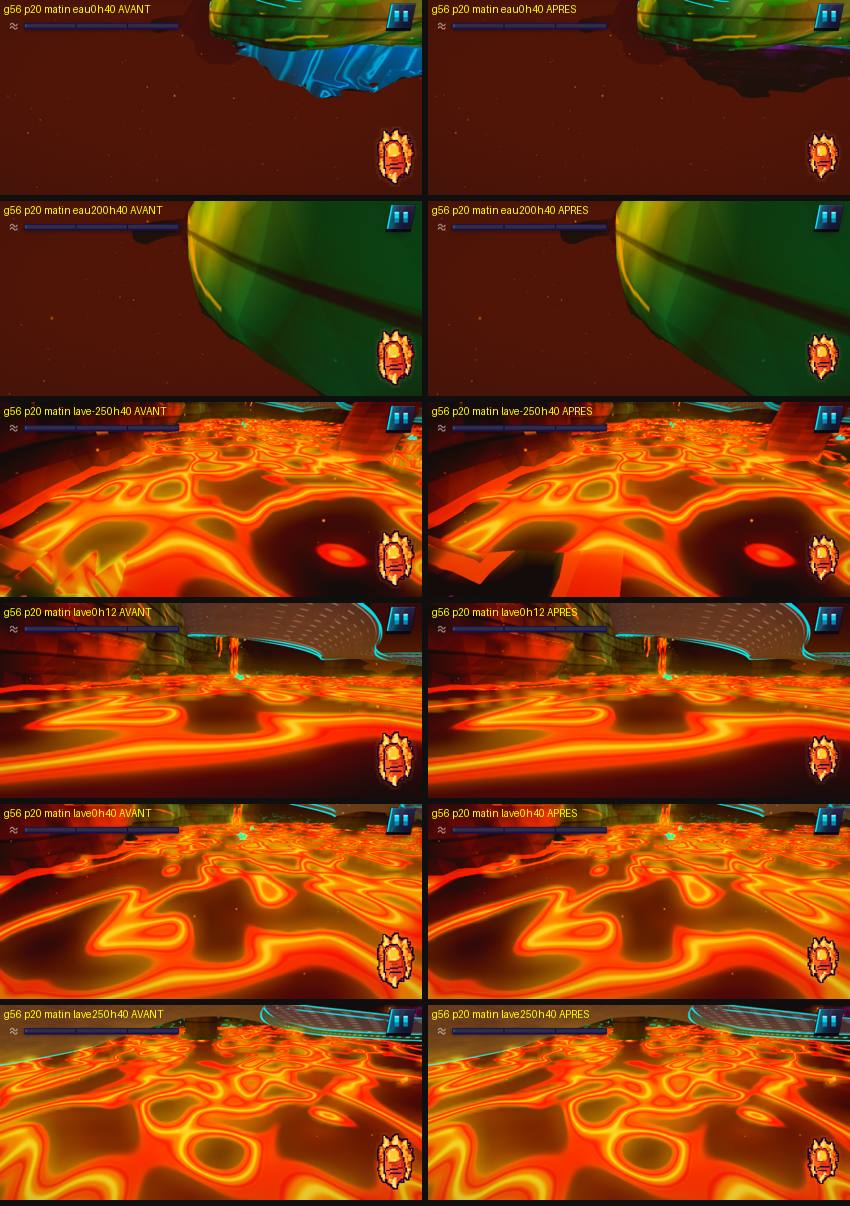 g56 p20 matin eau0h40 AVANT
g56 p20 matin eau0h40 APRES
g56 p20 matin eau200h40 AVANT
g56 p20 matin eau200h40 APRES
g56 p20 matin lave-250h40 AVANT
g56 p20 matin lave-250h40 APRES
g56 p20 matin lave0h12 AVANT
g56 p20 matin lave0h12 APRES
g56 p20 matin lave0h40 AVANT
g56 p20 matin lave0h40 APRES
g56 p20 matin lave250h40 AVANT
g56 p20 matin lave250h40 APRES